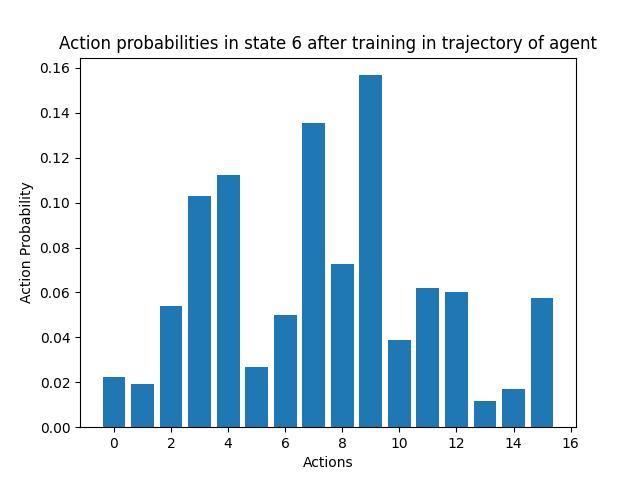 Action probabilities in state 6 after training in trajectory of agent
0.16
0.14
0.12
0.10
0.08
0.06
0.04
0.02
0.00
Action Probability
0 2 4 6 8 10 12 14 16
Actions